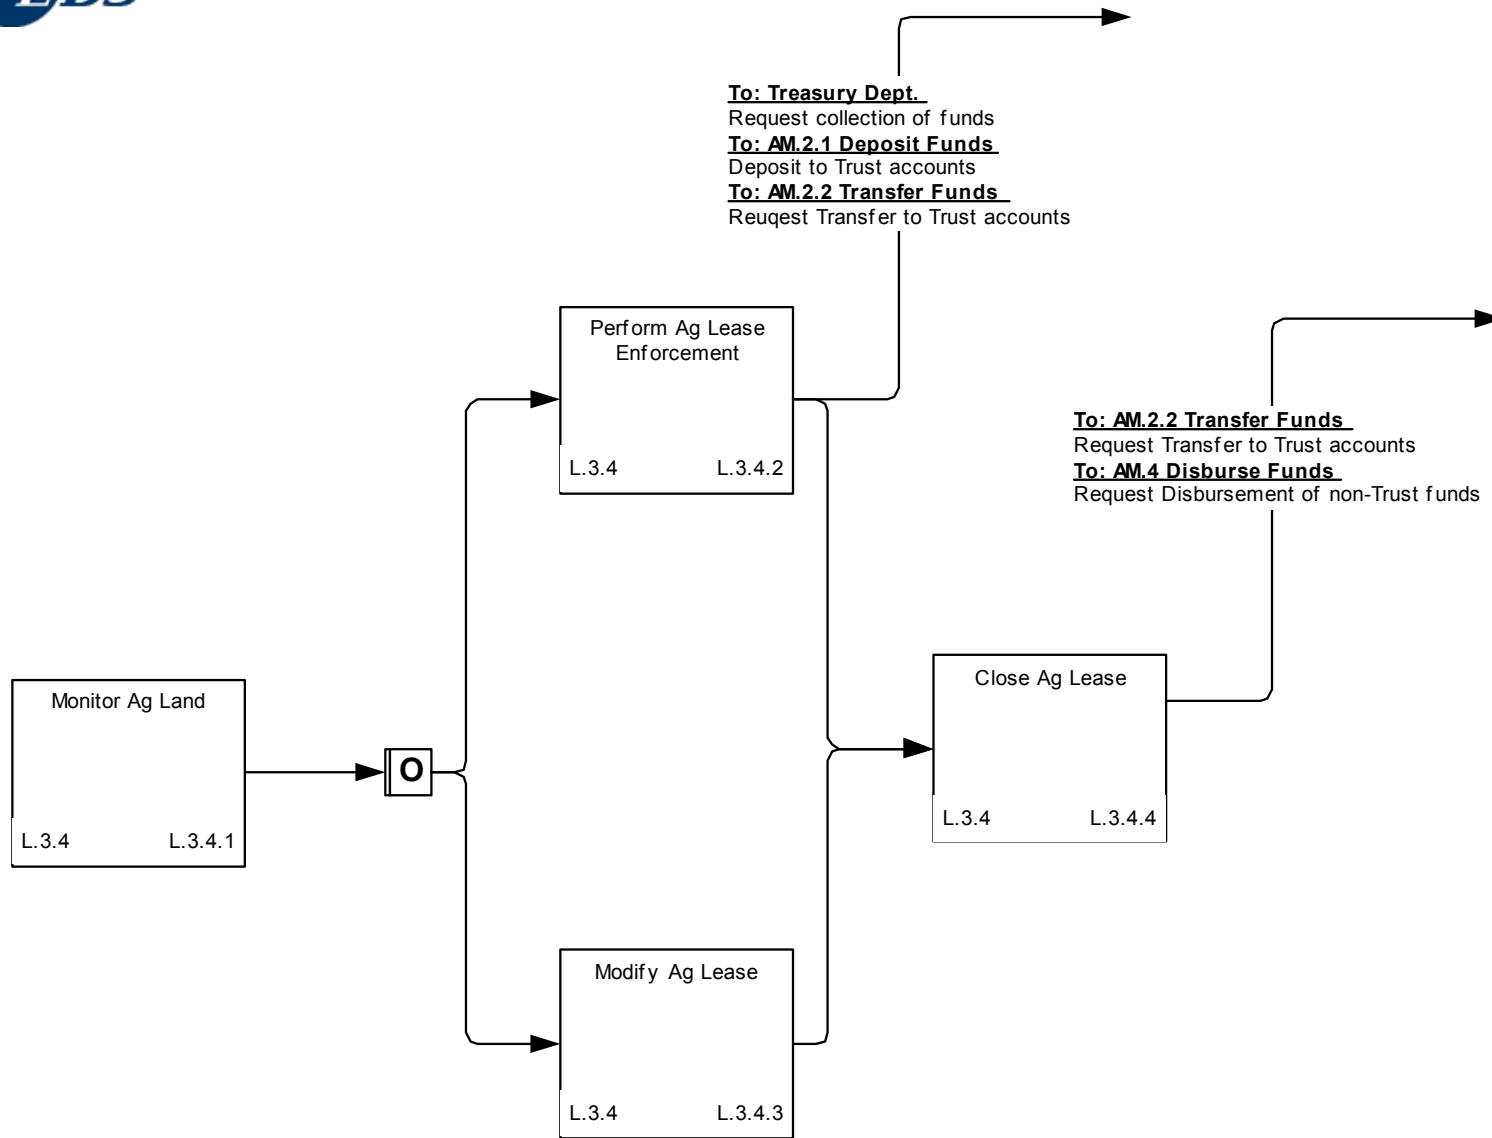 EDS
To: Treasury Dept.
Request collection of funds
To: AM.2.1 Deposit Funds
Deposit to Trust accounts
To: AM.2.2 Transfer Funds
Reuqest Transfer to Trust accounts
Perform Ag Lease
Enforcement
L.3.4 L.3.4.2
To: AM.2.2 Transfer Funds
Request Transfer to Trust accounts
To: AM.4 Disburse Funds
Request Disbursement of non-Trust funds
Monitor Ag Land
L.3.4 L.3.4.1
O
Close Ag Lease
L.3.4 L.3.4.4
Modify Ag Lease
L.3.4 L.3.4.3